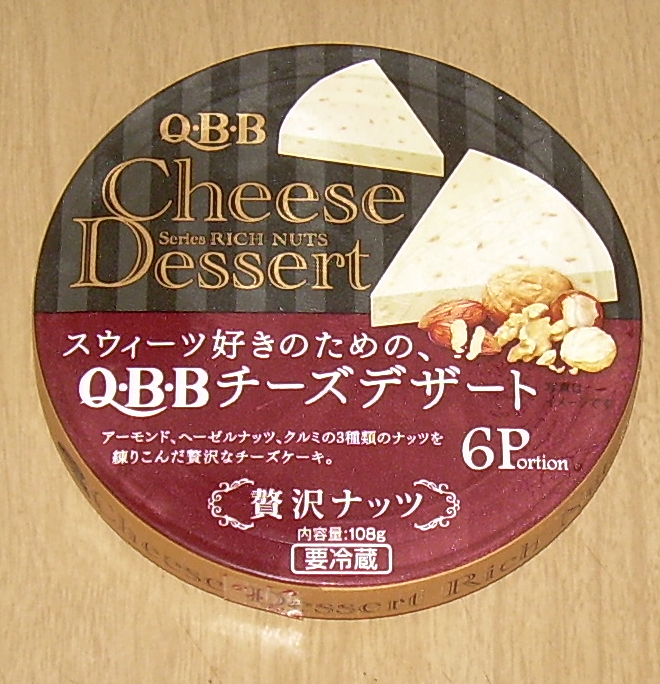 Q・B・B
Cheese
Series RICH NUTS
Dessert
スウィーツ好きのための、
Q・B・Bチーズデザート
アーモンド、ヘーゼルナッツ、クルミの3種類のナッツを
練りこんだ贅沢なチーズケーキ。
6Portion
贅沢ナッツ
内容量:108g
要冷蔵
Cheese Dessert Rich